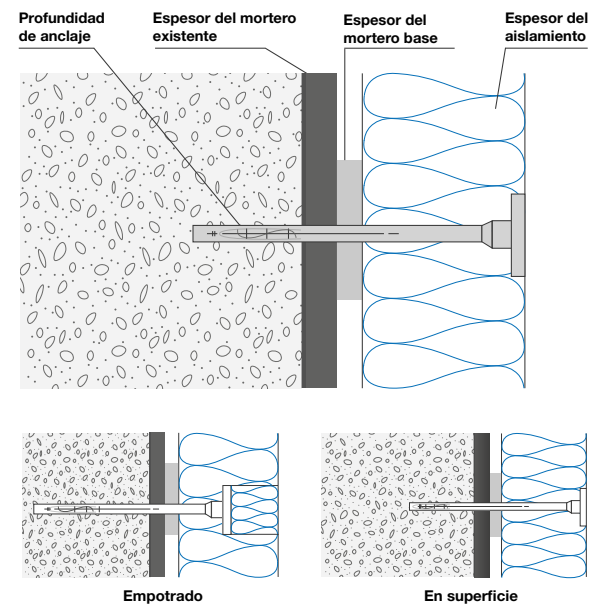 Profundidad
de anclaje
Espesor del mortero
existente
Espesor del
mortero base
Espesor del
aislamiento
Empotrado
En superficie